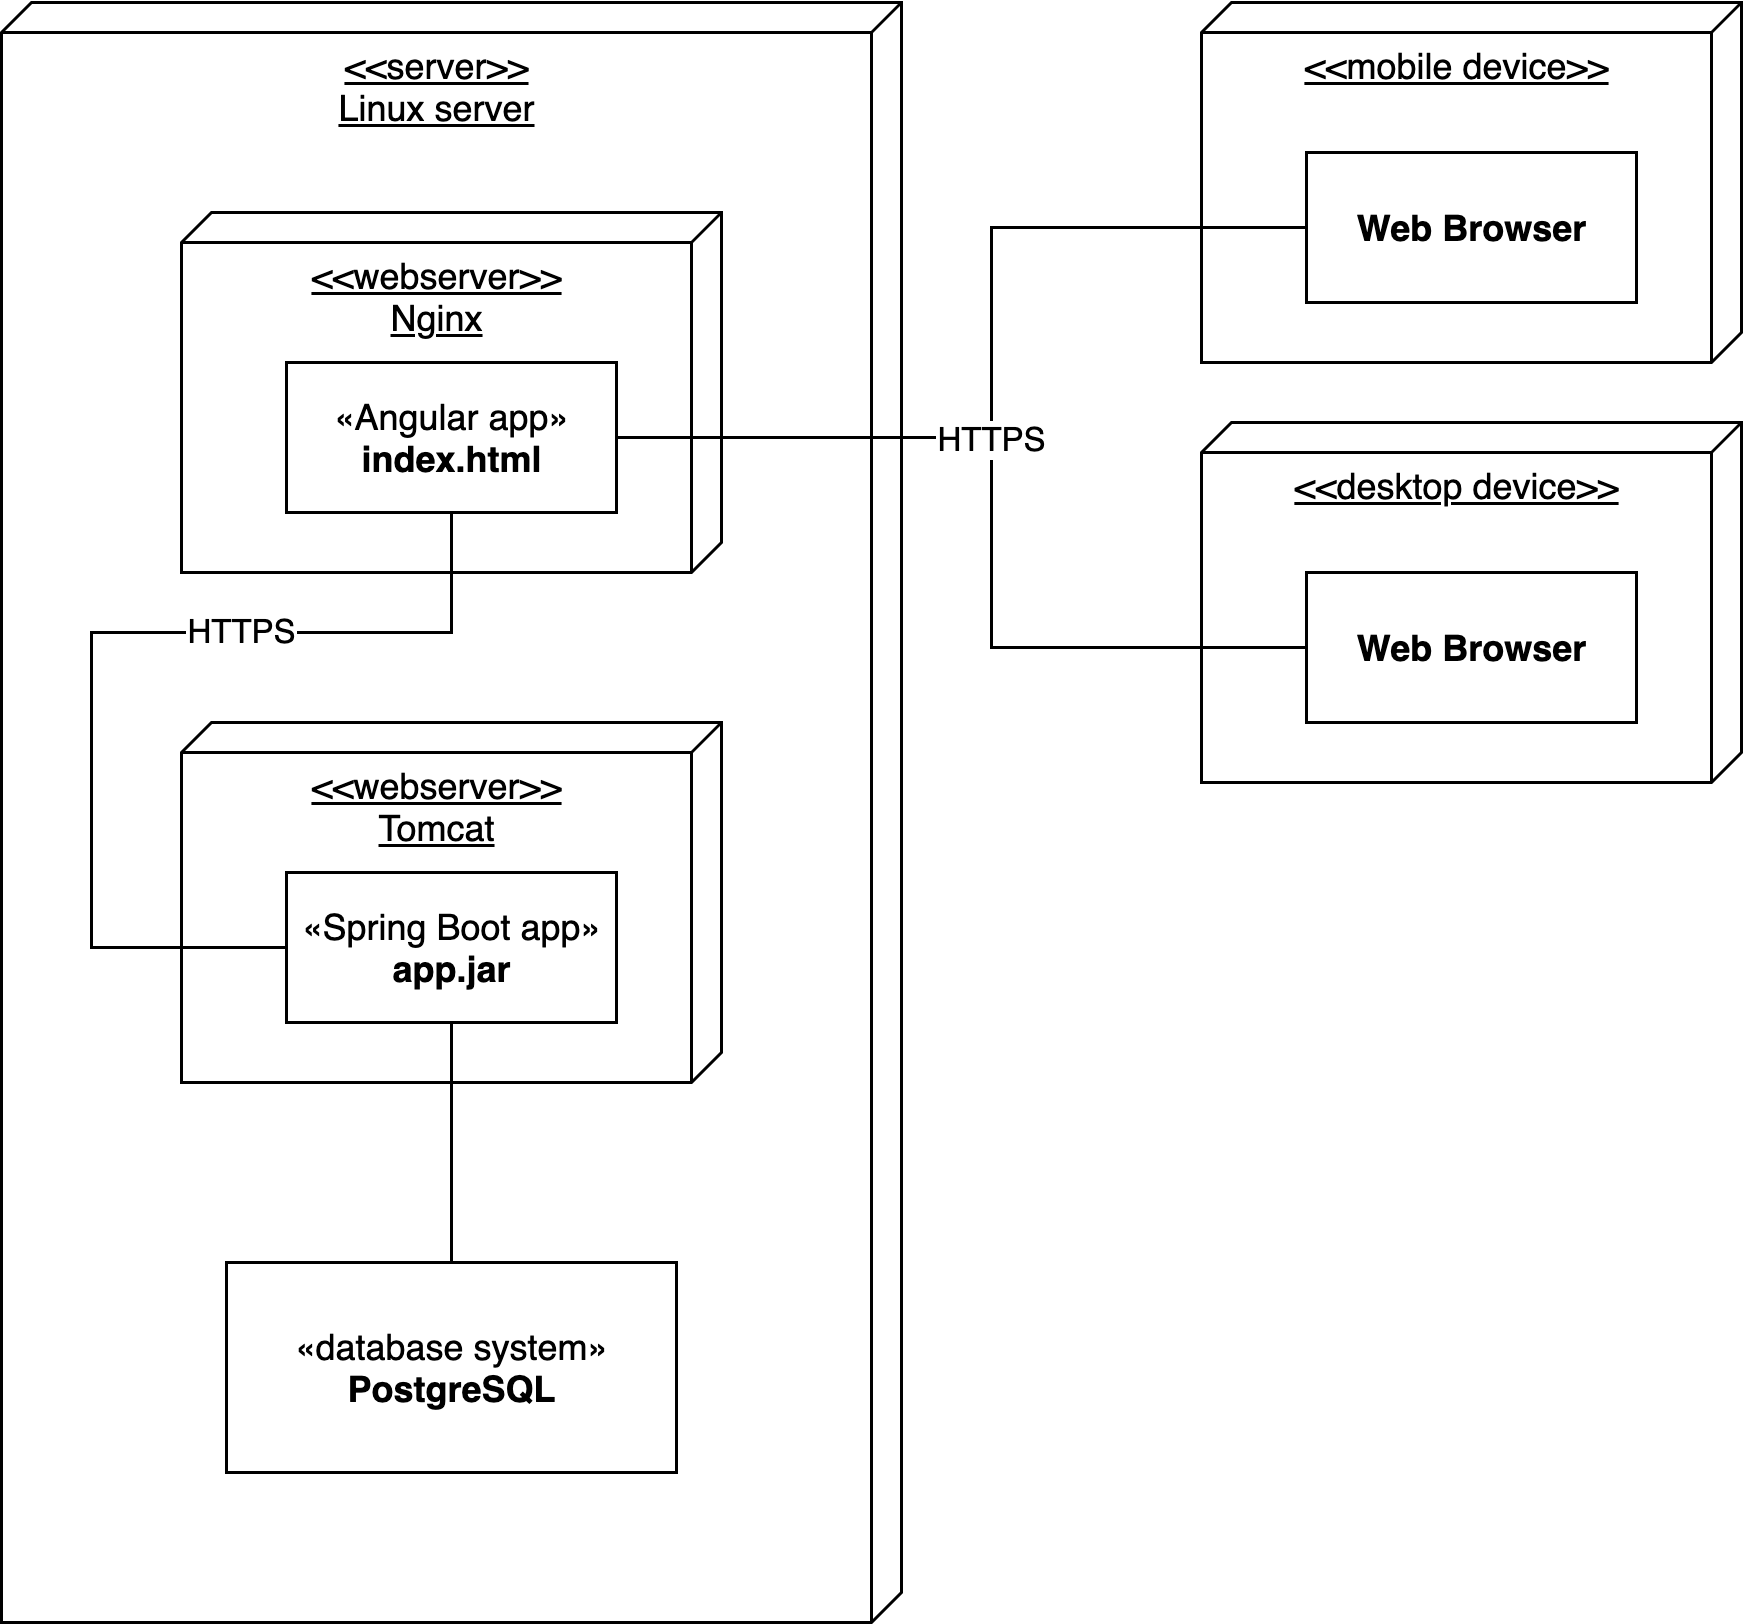 <<server>>
Linux server
<<webserver>>
Nginx
«Angular app»
index.html
HTTPS
<<webserver>>
Tomcat
«Spring Boot app»
app.jar
«database system»
PostgreSQL
HTTPS
<<mobile device>>
Web Browser
<<desktop device>>
Web Browser